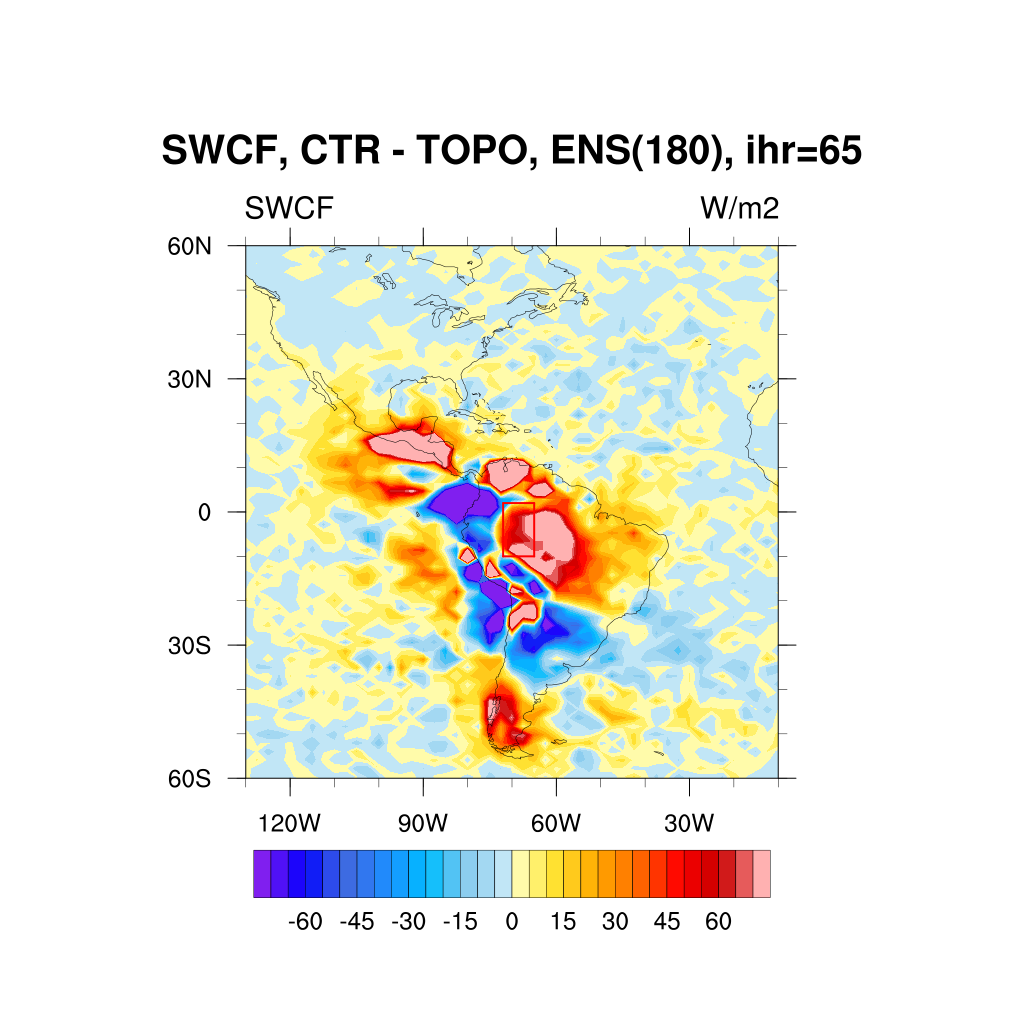 SWCF, CTR - TOPO, ENS(180), ihr=65
SWCF W/m2
60N
30N
0
30S
60S
120W 90W 60W 30W
-60 -45 -30 -15 0 15 30 45 60